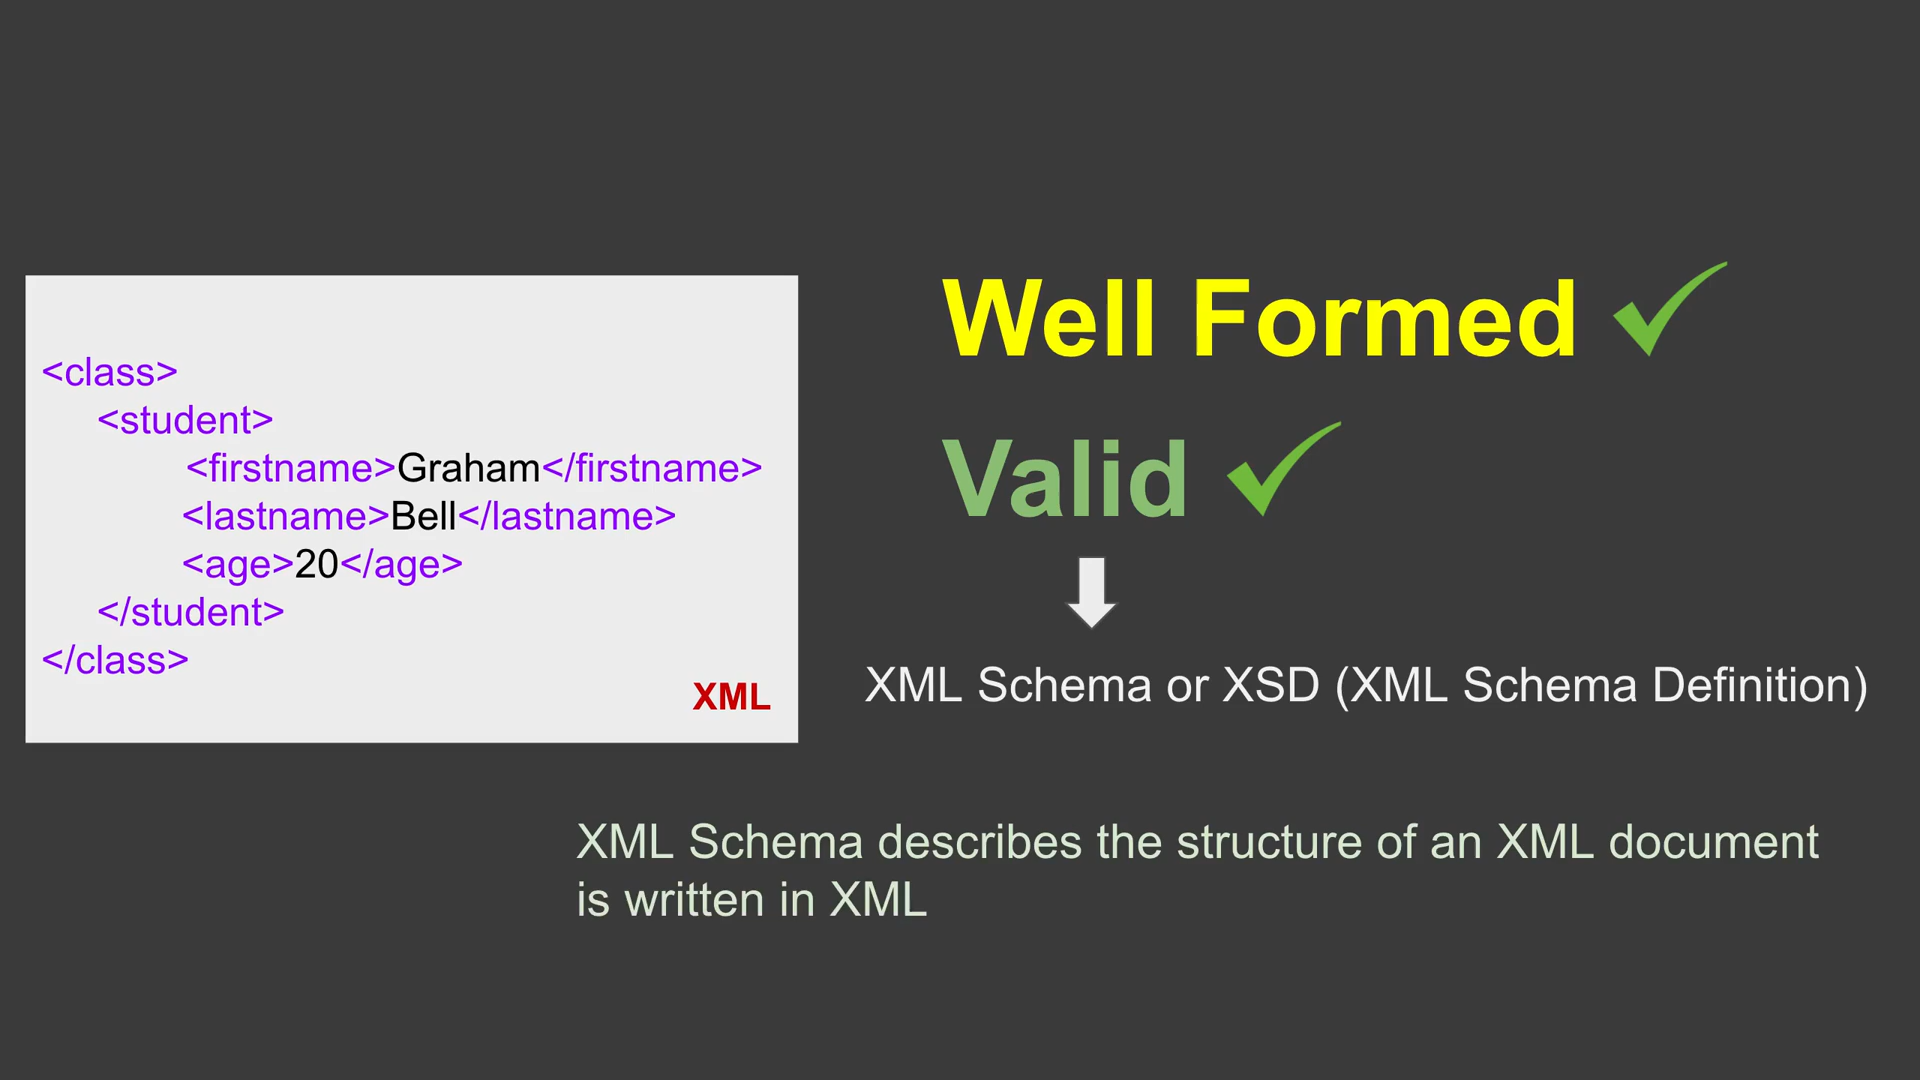 <class>
<student>
<firstname>Graham</firstname>
<lastname>Bell</lastname>
<age>20</age>
</student>
</class>
XML
Well Formed
Valid
XML Schema or XSD (XML Schema Definition)
XML Schema describes the structure of an XML document
is written in XML